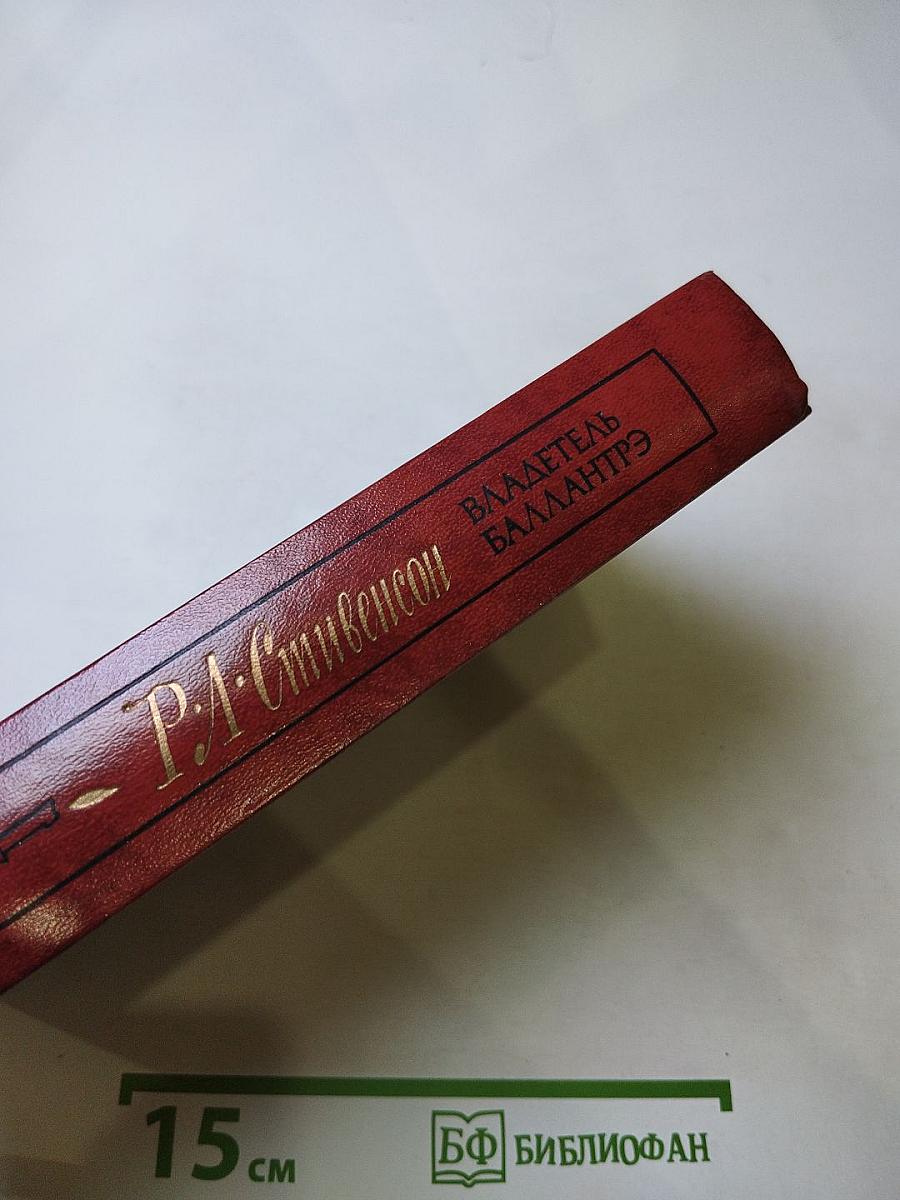 Р·Л·Стивенсон
ВЛАДЕТЕЛЬ
БАЛЛАНТРЭ
15 см
БФ БИБЛИОФАН